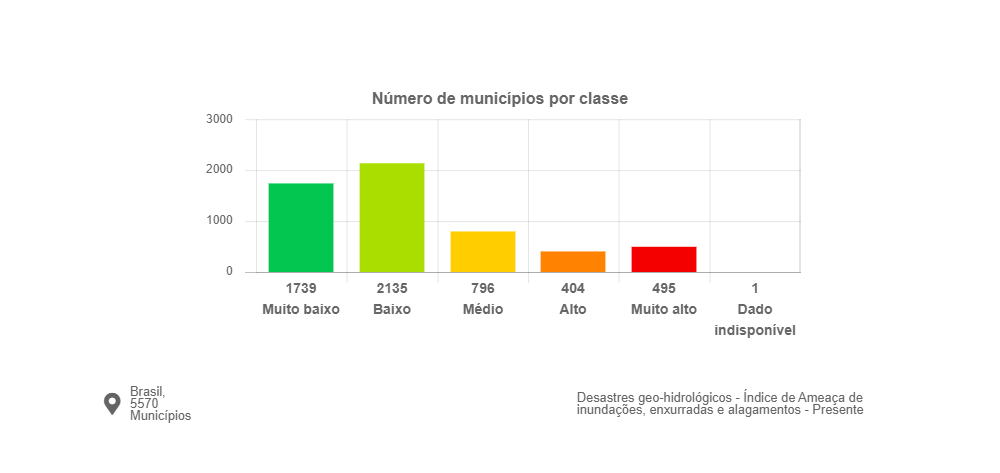 Número de municípios por classe
3000
2000
1000
0
1739 2135 796 404 495 1
Muito baixo Baixo Médio Alto Muito alto Dado
indisponível
Brasil,
5570
Municípios
Desastres geo-hidrológicos - Índice de Ameaça de
inundações, enxurradas e alagamentos - Presente